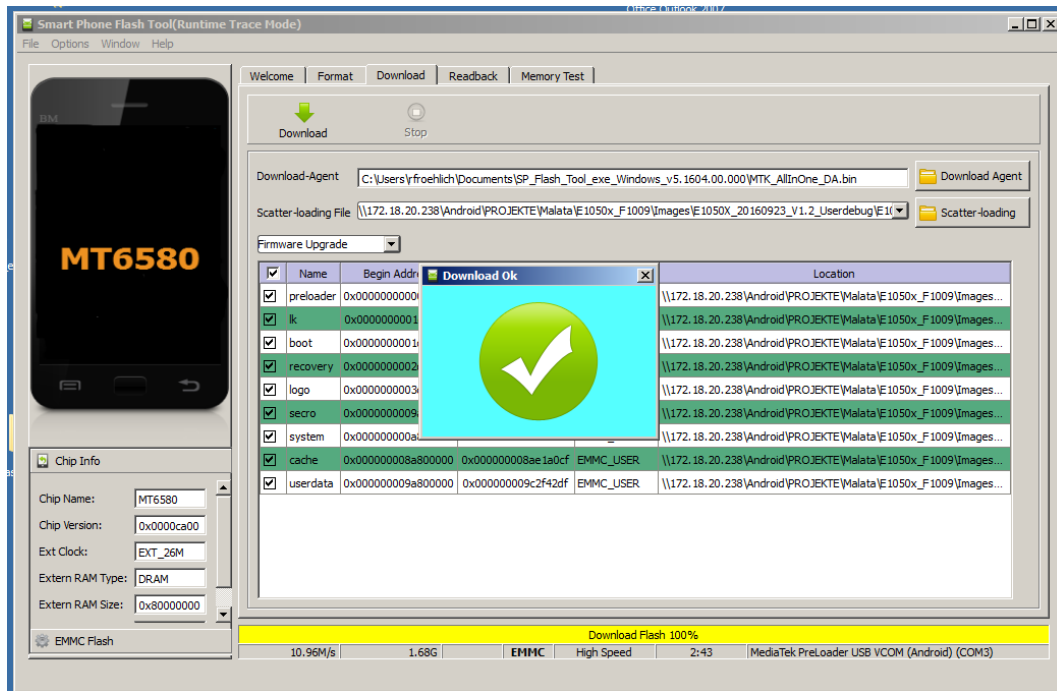 Office Outlook 2007
Smart Phone Flash Tool(Runtime Trace Mode)
File Options Window Help
BM
MT6580
Welcome Format Download Readback Memory Test
Download Stop
Download-Agent C:\Users\rfroehlich\Documents\SP_Flash_Tool_exe_Windows_v5.1604.00.000\MTK_AllInOne_DA.bin Download Agent
Scatter-loading File \\172.18.20.238\Android\PROJEKTE\Malata\E1050x_F1009\Images\E1050X_20160923_V1.2_Userdebug\E1 Scatter-loading
Firmware Upgrade
Name Begin Addr Location
Download Ok
preloader 0x0000000000 \\172.18.20.238\Android\PROJEKTE\Malata\E1050x_F1009\Images...
lk 0x0000000001 \\172.18.20.238\Android\PROJEKTE\Malata\E1050x_F1009\Images...
boot 0x0000000001 \\172.18.20.238\Android\PROJEKTE\Malata\E1050x_F1009\Images...
recovery 0x0000000002 \\172.18.20.238\Android\PROJEKTE\Malata\E1050x_F1009\Images...
logo 0x0000000003 \\172.18.20.238\Android\PROJEKTE\Malata\E1050x_F1009\Images...
secro 0x0000000009 \\172.18.20.238\Android\PROJEKTE\Malata\E1050x_F1009\Images...
system 0x000000000a \\172.18.20.238\Android\PROJEKTE\Malata\E1050x_F1009\Images...
cache 0x000000008a800000 0x000000008ae1a0cf EMMC_USER \\172.18.20.238\Android\PROJEKTE\Malata\E1050x_F1009\Images...
userdata 0x000000009a800000 0x000000009c2f42df EMMC_USER \\172.18.20.238\Android\PROJEKTE\Malata\E1050x_F1009\Images...
Chip Info
Chip Name: MT6580
Chip Version: 0x0000ca00
Ext Clock: EXT_26M
Extern RAM Type: DRAM
Extern RAM Size: 0x80000000
EMMC Flash
Download Flash 100%
10.96M/s 1.68G EMMC High Speed 2:43 MediaTek PreLoader USB VCOM (Android) (COM3)